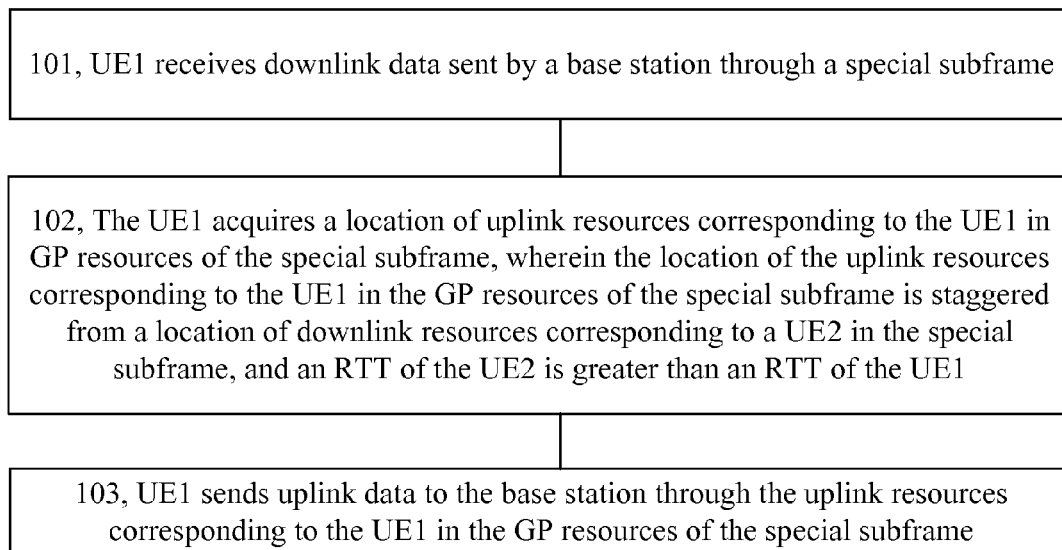 101, UE1 receives downlink data sent by a base station through a special subframe
102, The UE1 acquires a location of uplink resources corresponding to the UE1 in
GP resources of the special subframe, wherein the location of the uplink resources
corresponding to the UE1 in the GP resources of the special subframe is staggered
from a location of downlink resources corresponding to a UE2 in the special
subframe, and an RTT of the UE2 is greater than an RTT of the UE1
103, UE1 sends uplink data to the base station through the uplink resources
corresponding to the UE1 in the GP resources of the special subframe